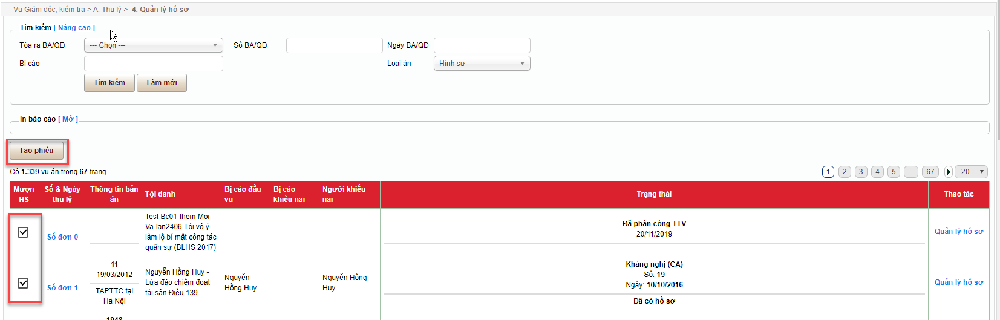 Vụ Giám đốc, kiểm tra > A. Thụ lý > 4. Quản lý hồ sơ
Tìm kiếm [ Nâng cao ]
Tòa ra BA/QĐ --- Chọn --- Số BA/QĐ Ngày BA/QĐ
Bị cáo Loại án Hình sự
Tìm kiếm Làm mới
In báo cáo [ Mở ]
Tạo phiếu
Có 1.339 vụ án trong 67 trang 1 2 3 4 5 ... 67 20
Mượn HS Số & Ngày thụ lý Thông tin bản án Tội danh Bị cáo đầu vụ Bị cáo khiếu nại Người khiếu nại Trạng thái Thao tác
Số đơn 0
Test Bc01-them Moi
Va-lan2406.Tội vô ý
làm lộ bí mật công tác
quân sự (BLHS 2017)
Đã phân công TTV
20/11/2019
Quản lý hồ sơ
Số đơn 1
11
19/03/2012
TAPTTC tại
Hà Nội
Nguyễn Hồng Huy -
Lừa đảo chiếm đoạt
tài sản Điều 139
Nguyễn
Hồng Huy
Nguyễn Hồng
Huy
Kháng nghị (CA)
Số: 19
Ngày: 10/10/2016
Đã có hồ sơ
Quản lý hồ sơ
1948